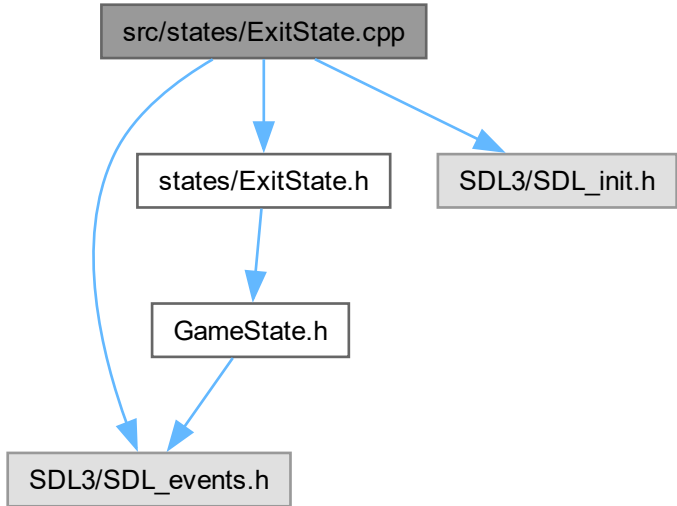 src/states/ExitState.cpp
states/ExitState.h
SDL3/SDL_init.h
GameState.h
SDL3/SDL_events.h